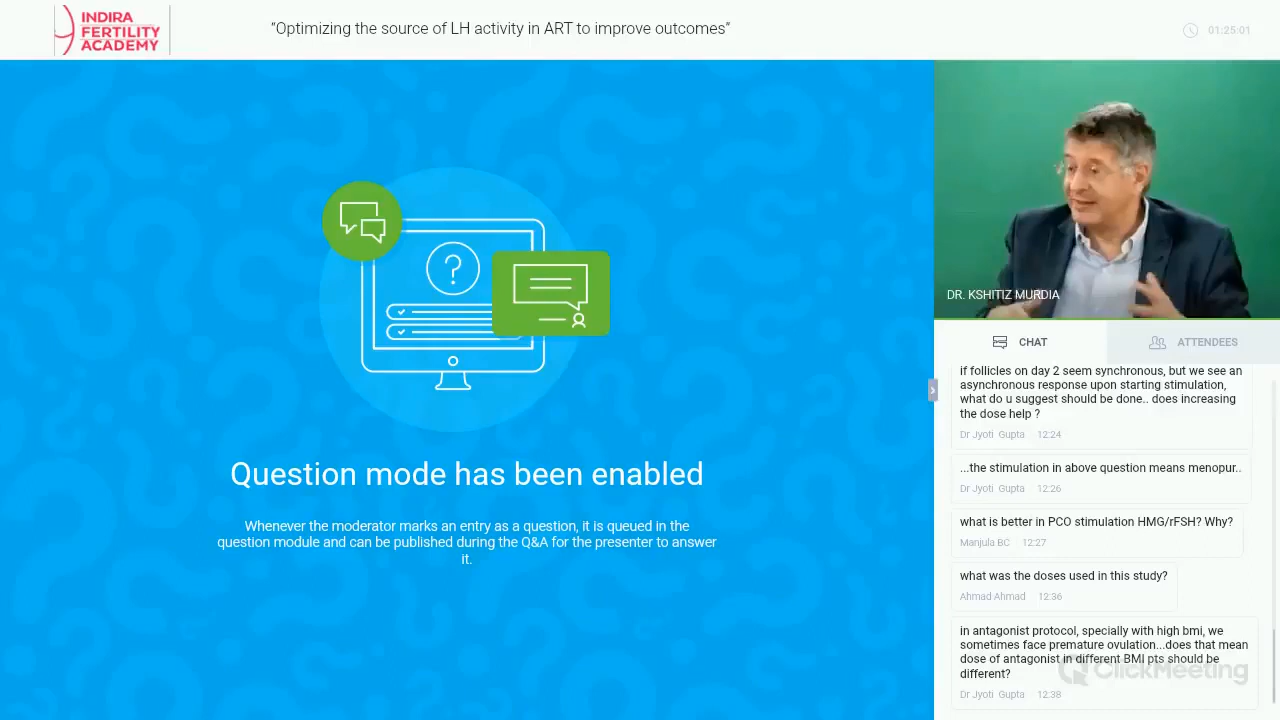 INDIRA
FERTILITY
ACADEMY
“Optimizing the source of LH activity in ART to improve outcomes”
01:25:01
Question mode has been enabled
Whenever the moderator marks an entry as a question, it is queued in the
question module and can be published during the Q&A for the presenter to answer
it.
DR. KSHITIZ MURDIA
CHAT
ATTENDEES
if follicles on day 2 seem synchronous, but we see an
asynchronous response upon starting stimulation,
what do u suggest should be done.. does increasing
the dose help ?
Dr Jyoti Gupta 12:24
...the stimulation in above question means menopur..
Dr Jyoti Gupta 12:26
what is better in PCO stimulation HMG/rFSH? Why?
Manjula BC 12:27
what was the doses used in this study?
Ahmad Ahmad 12:36
in antagonist protocol, specially with high bmi, we
sometimes face premature ovulation...does that mean
dose of antagonist in different BMI pts should be
different?
Dr Jyoti Gupta 12:38
ClickMeeting